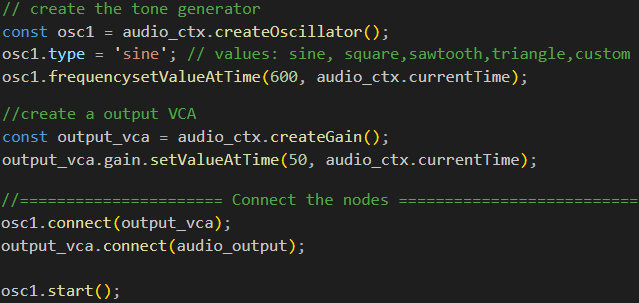 // create the tone generator
const osc1 = audio_ctx.createOscillator();
osc1.type = 'sine'; // values: sine, square,sawtooth,triangle,custom
osc1.frequencysetValueAtTime(600, audio_ctx.currentTime);
//create a output VCA
const output_vca = audio_ctx.createGain();
output_vca.gain.setValueAtTime(50, audio_ctx.currentTime);
//====================== Connect the nodes ==========================
osc1.connect(output_vca);
output_vca.connect(audio_output);
osc1.start();